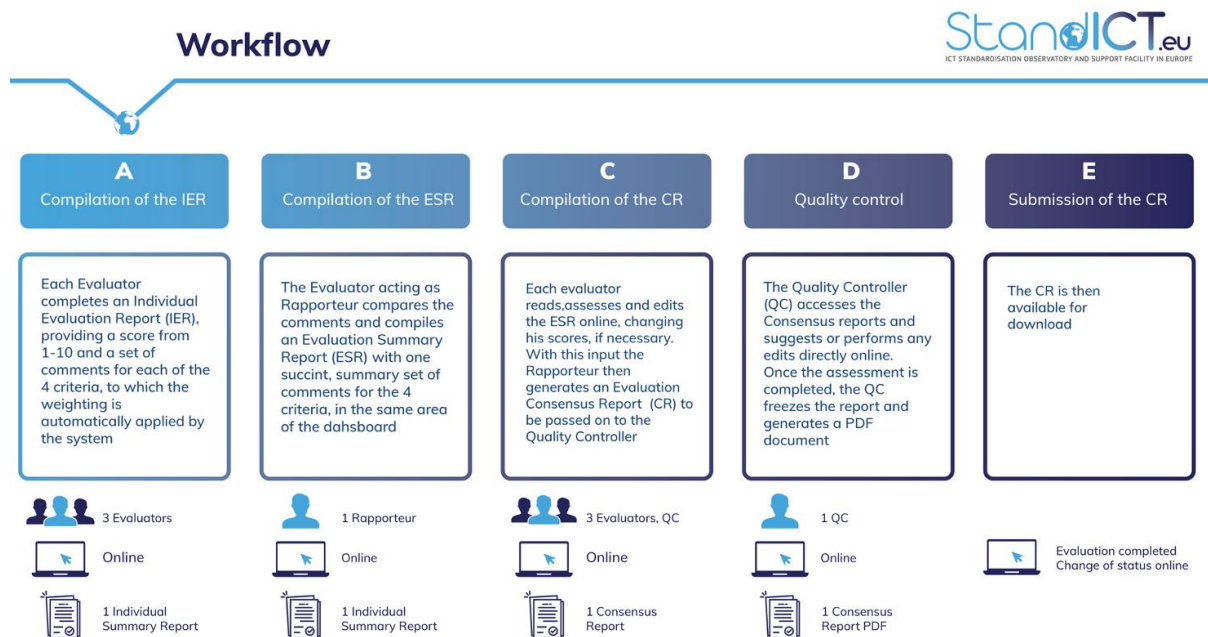 Workflow
StandICT.eu
ICT STANDARDISATION OBSERVATORY AND SUPPORT FACILITY IN EUROPE
A
Compilation of the IER
Each Evaluator
completes an Individual
Evaluation Report (IER),
providing a score from
1-10 and a set of
comments for each of the
4 criteria, to which the
weighting is
automatically applied by
the system
3 Evaluators
Online
1 Individual
Summary Report
B
Compilation of the ESR
The Evaluator acting as
Rapporteur compares the
comments and compiles
an Evaluation Summary
Report (ESR) with one
succint, summary set of
comments for the 4
criteria, in the same area
of the dahsboard
1 Rapporteur
Online
1 Individual
Summary Report
C
Compilation of the CR
Each evaluator
reads,assesses and edits
the ESR online, changing
his scores, if necessary.
With this input the
Rapporteur then
generates an Evaluation
Consensus Report (CR) to
be passed on to the
Quality Controller
3 Evaluators, QC
Online
1 Consensus
Report
D
Quality control
The Quality Controller
(QC) accesses the
Consensus reports and
suggests or performs any
edits directly online.
Once the assessment is
completed, the QC
freezes the report and
generates a PDF
document
1 QC
Online
1 Consensus
Report PDF
E
Submission of the CR
The CR is then
available for
download
Evaluation completed
Change of status online